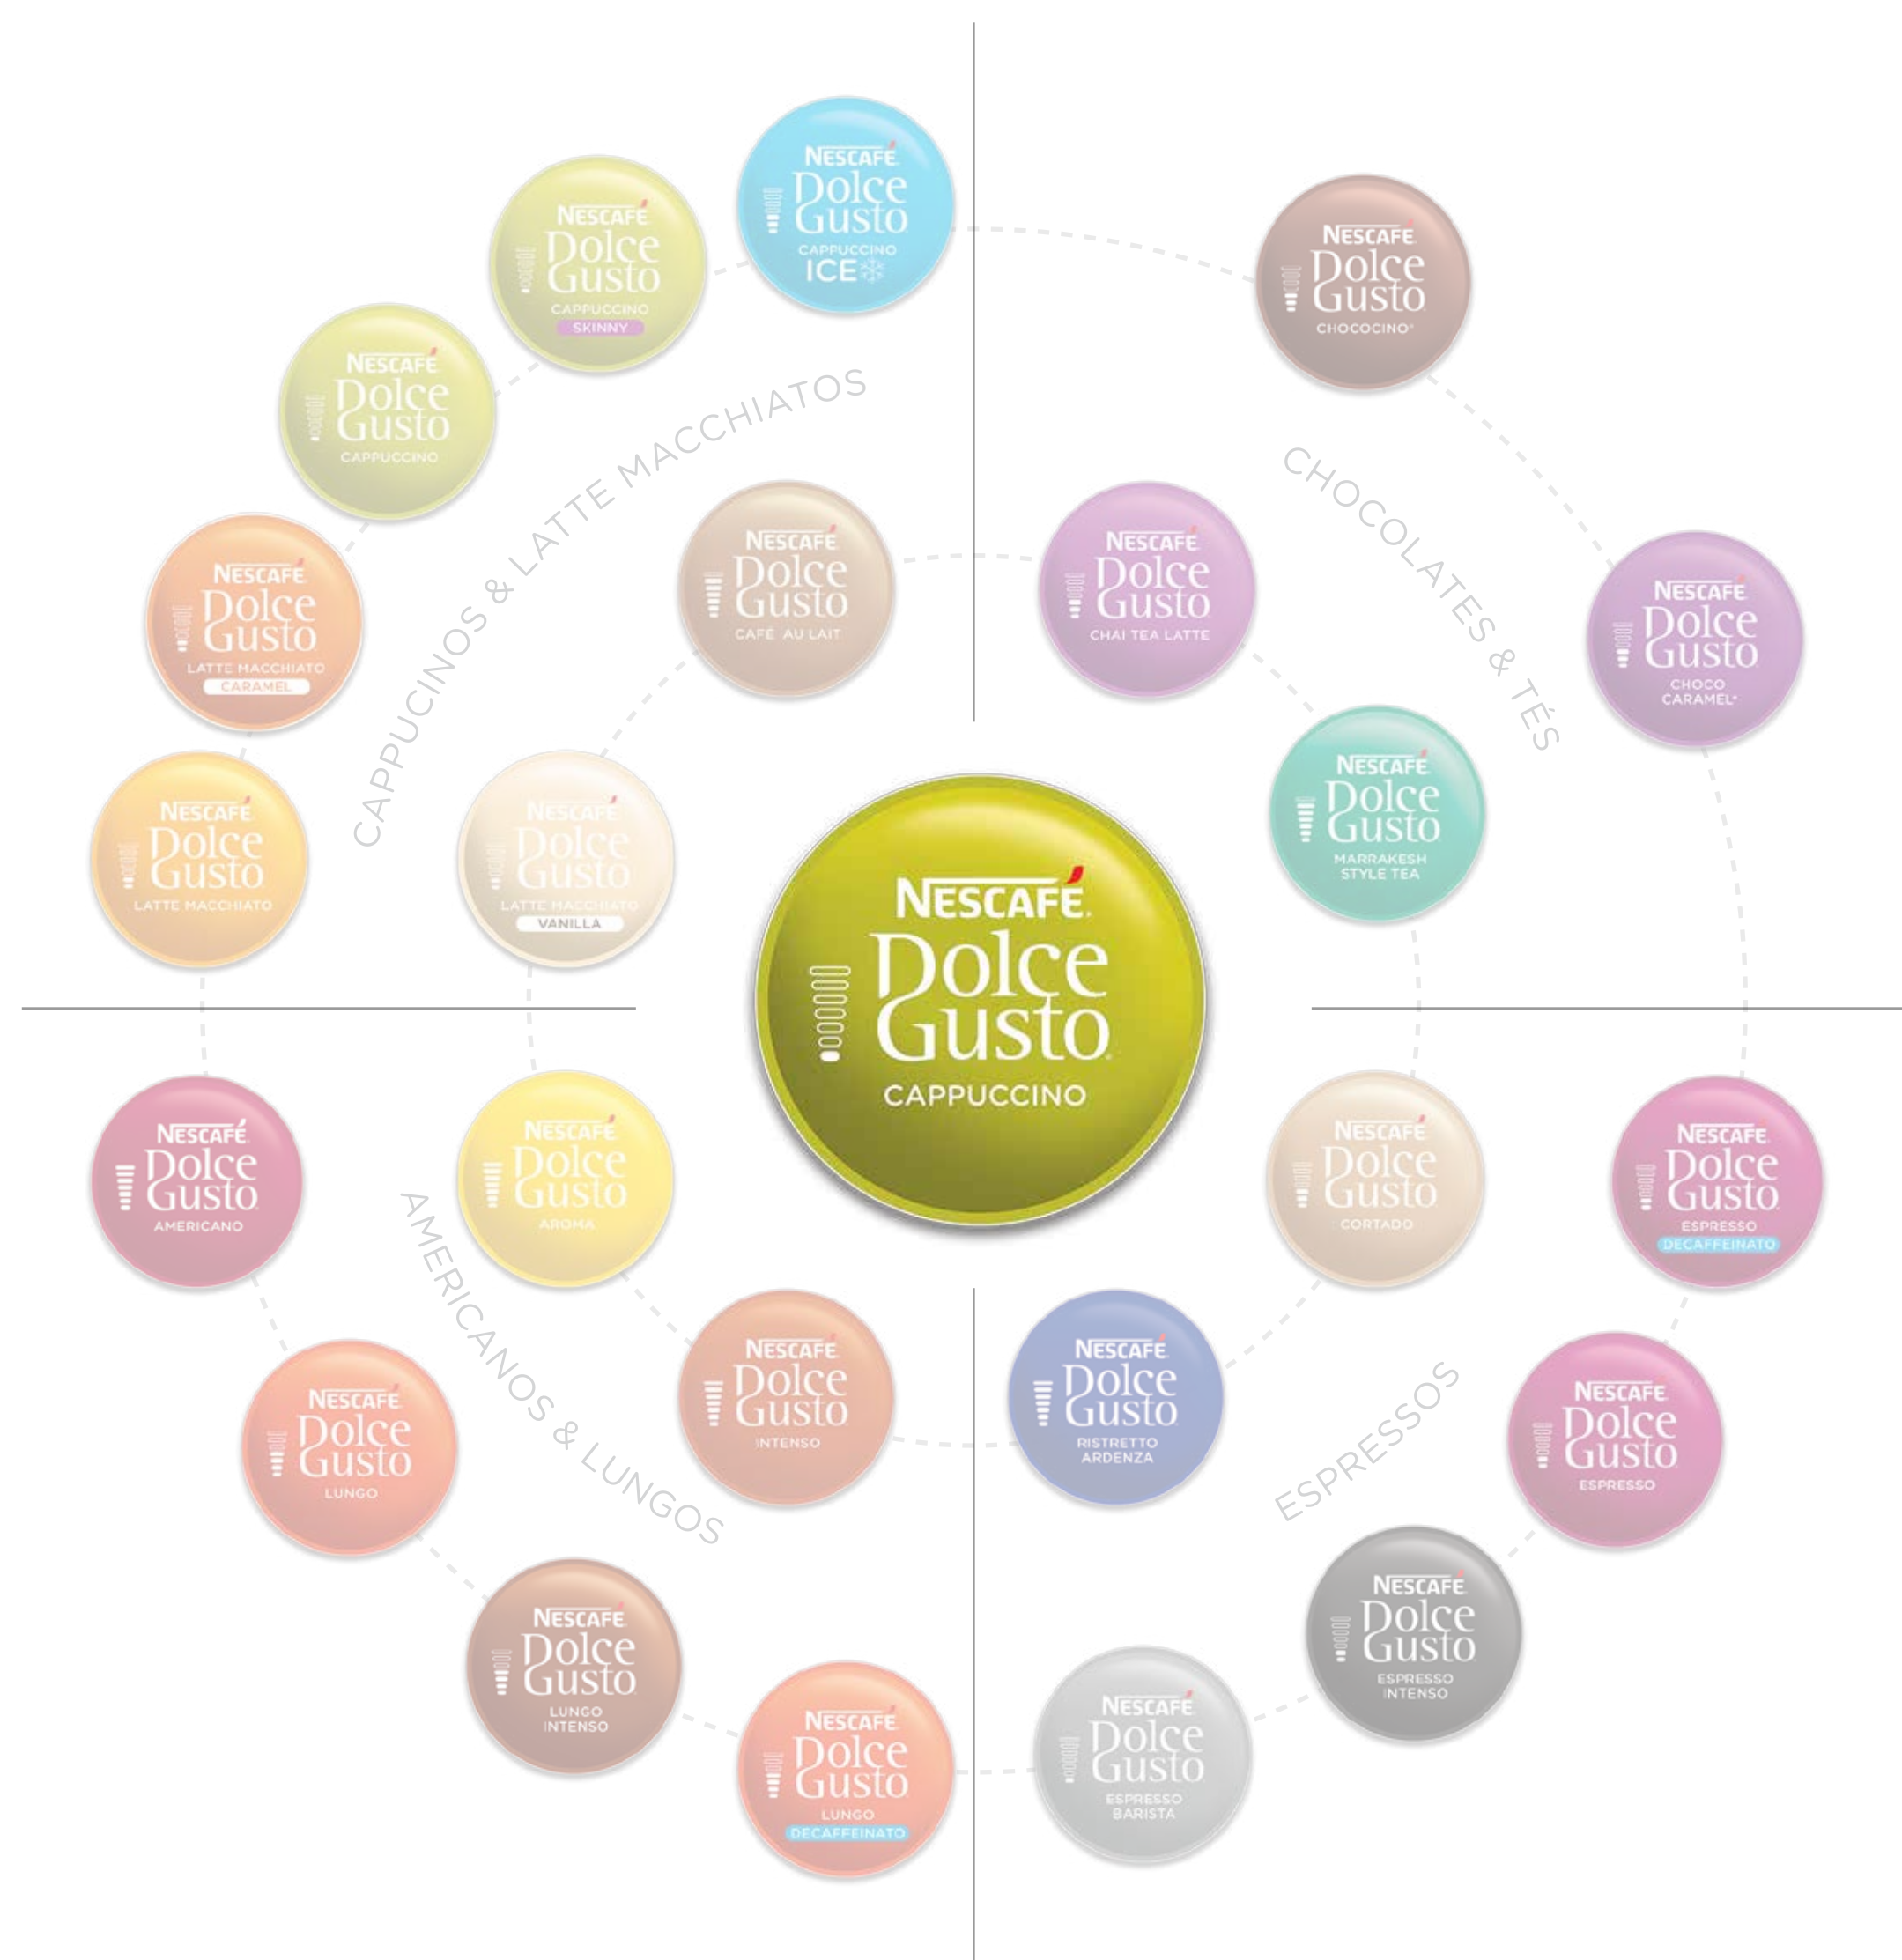 NESCAFÉ
Dolce
Gusto
CAPPUCCINO
ICE
NESCAFÉ
Dolce
Gusto
CAPPUCCINO
SKINNY
NESCAFÉ
Dolce
Gusto
CAPPUCCINO
NESCAFÉ
Dolce
Gusto
LATTE MACCHIATO
CARAMEL
NESCAFÉ
Dolce
Gusto
LATTE MACCHIATO
CAPPUCINOS & LATTE MACCHIATOS
NESCAFÉ
Dolce
Gusto
CAFÉ AU LAIT
NESCAFÉ
Dolce
Gusto
LATTE MACCHIATO
VANILLA
NESCAFÉ
Dolce
Gusto
CHOCOCINO*
NESCAFÉ
Dolce
Gusto
CHOCO
CARAMEL*
CHOCOLATES & TÉS
NESCAFÉ
Dolce
Gusto
CHAI TEA LATTE
NESCAFÉ
Dolce
Gusto
MARRAKESH
STYLE TEA
NESCAFÉ
Dolce
Gusto
CAPPUCCINO
NESCAFÉ
Dolce
Gusto
AMERICANO
NESCAFÉ
Dolce
Gusto
AROMA
AMERICANOS & LUNGOS
NESCAFÉ
Dolce
Gusto
INTENSO
NESCAFÉ
Dolce
Gusto
LUNGO
NESCAFÉ
Dolce
Gusto
LUNGO
INTENSO
NESCAFÉ
Dolce
Gusto
LUNGO
DECAFFEINATO
NESCAFÉ
Dolce
Gusto
CORTADO
NESCAFÉ
Dolce
Gusto
ESPRESSO
DECAFFEINATO
NESCAFÉ
Dolce
Gusto
RISTRETTO
ARDENZA
ESPRESSOS
NESCAFÉ
Dolce
Gusto
ESPRESSO
NESCAFÉ
Dolce
Gusto
ESPRESSO
INTENSO
NESCAFÉ
Dolce
Gusto
ESPRESSO
BARISTA